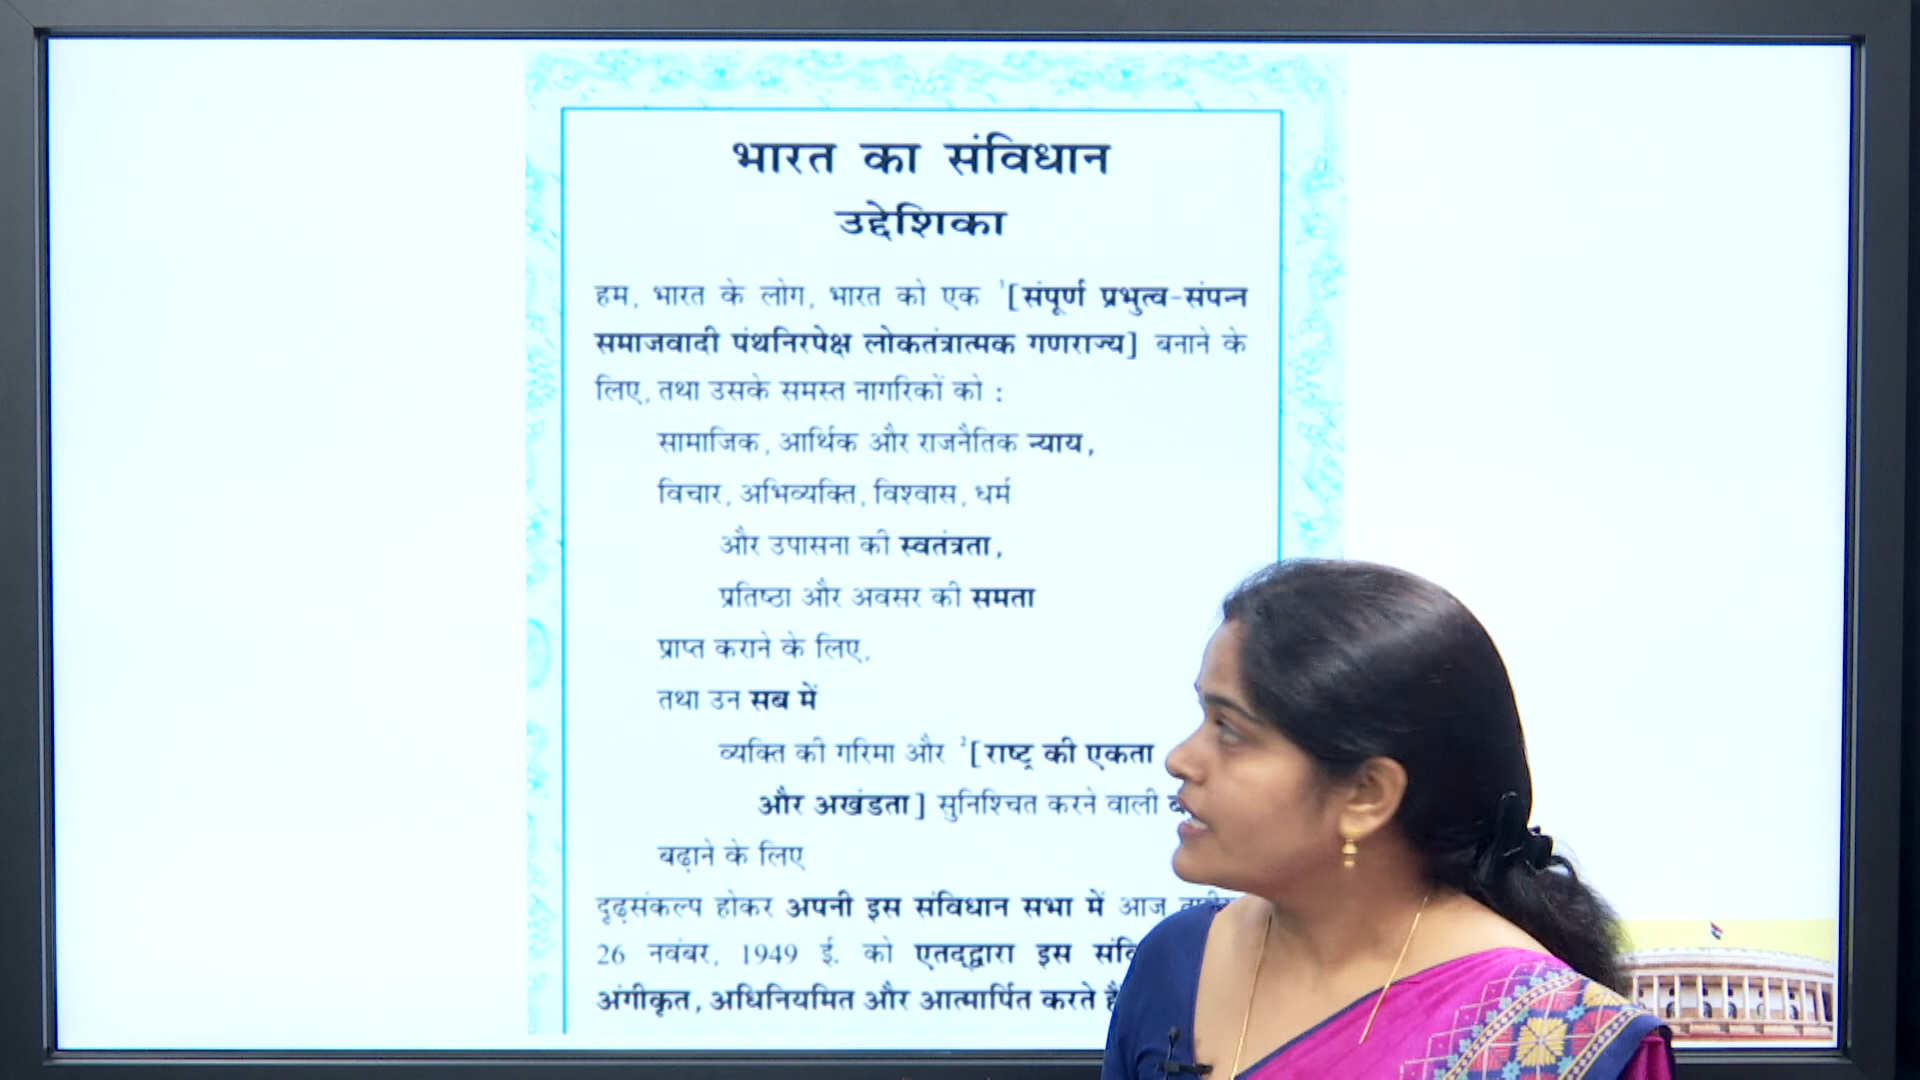 भारत का संविधान
उद्देशिका
हम, भारत के लोग, भारत को एक ¹[संपूर्ण प्रभुत्व-संपन्न
समाजवादी पंथनिरपेक्ष लोकतंत्रात्मक गणराज्य] बनाने के
लिए, तथा उसके समस्त नागरिकों को :
सामाजिक, आर्थिक और राजनैतिक न्याय,
विचार, अभिव्यक्ति, विश्वास, धर्म
और उपासना की स्वतंत्रता,
प्रतिष्ठा और अवसर की समता
प्राप्त कराने के लिए,
तथा उन सब में
व्यक्ति की गरिमा और ²[राष्ट्र की एकता
और अखंडता] सुनिश्चित करने वाली
बढ़ाने के लिए
दृढ़संकल्प होकर अपनी इस संविधान सभा में आज
26 नवंबर, 1949 ई. को एतद्द्वारा इस
अंगीकृत, अधिनियमित और आत्मार्पित करते